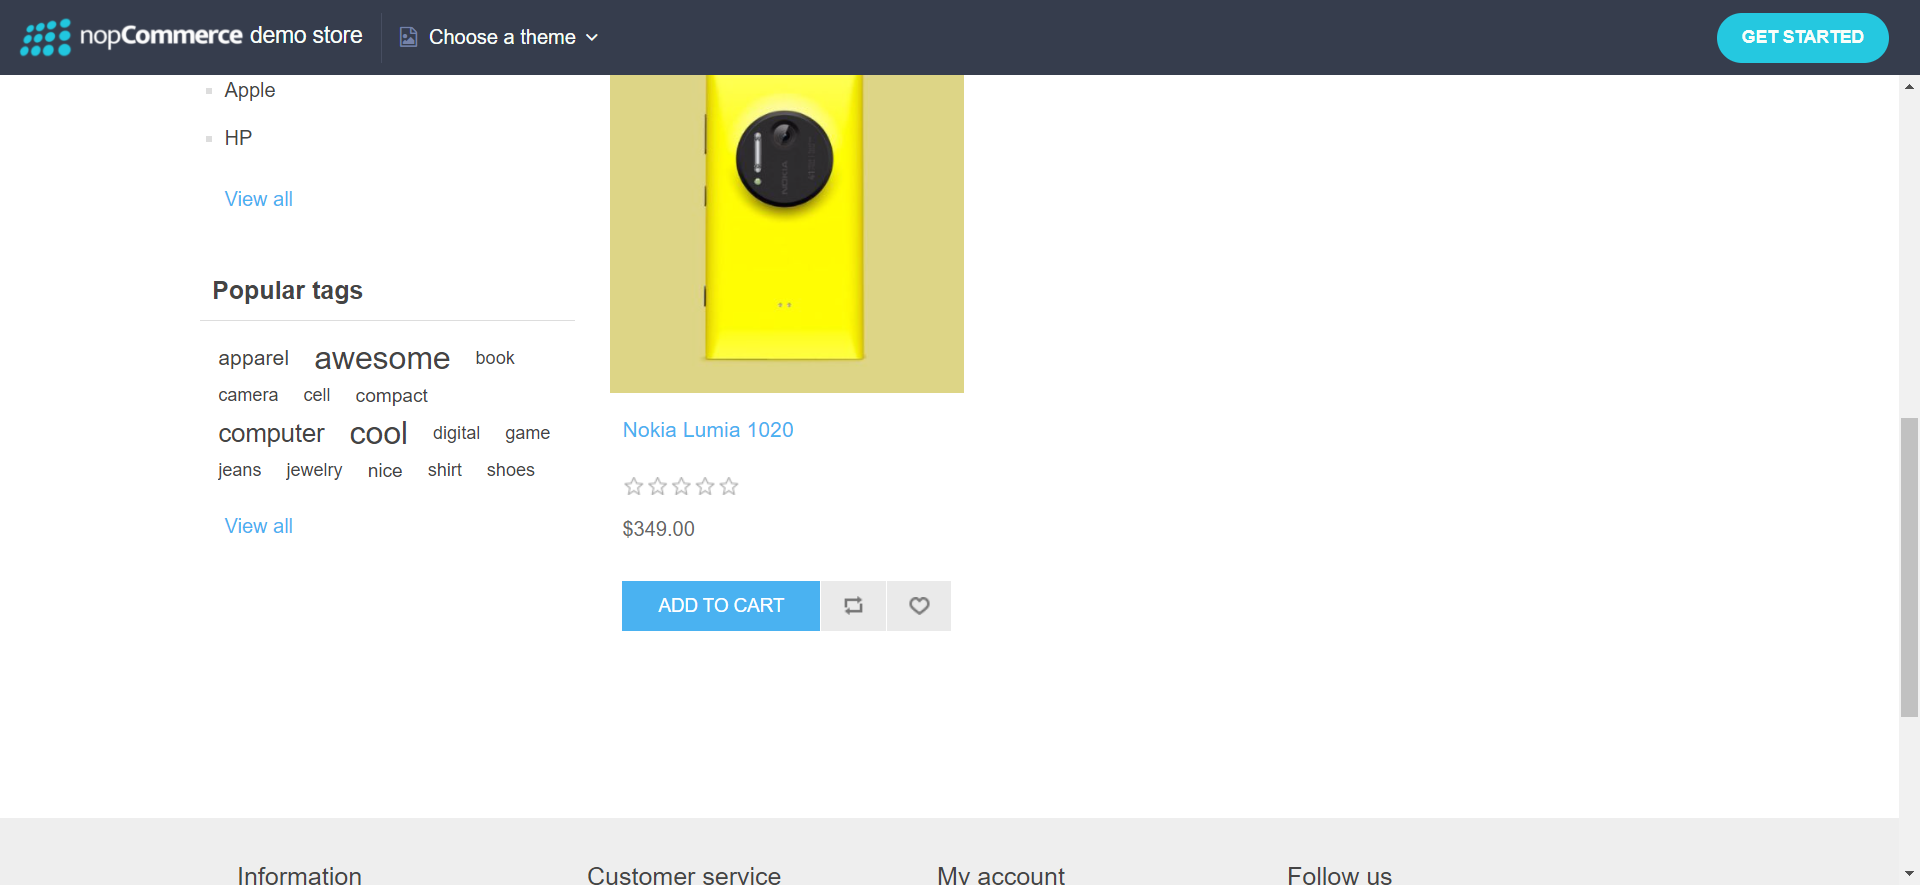 nopCommerce demo store
Choose a theme
GET STARTED
Apple
HP
View all
Popular tags
apparel awesome book
camera cell compact
computer cool digital game
jeans jewelry nice shirt shoes
View all
NOKIA
Nokia Lumia 1020
$349.00
ADD TO CART
Information
Customer service
My account
Follow us